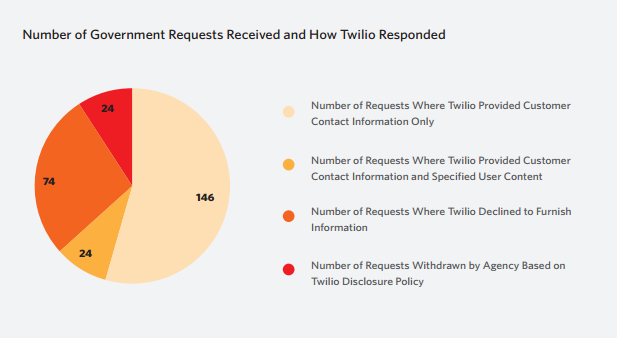 Number of Government Requests Received and How Twilio Responded
24
74
146
24
Number of Requests Where Twilio Provided Customer
Contact Information Only
Number of Requests Where Twilio Provided Customer
Contact Information and Specified User Content
Number of Requests Where Twilio Declined to Furnish
Information
Number of Requests Withdrawn by Agency Based on
Twilio Disclosure Policy